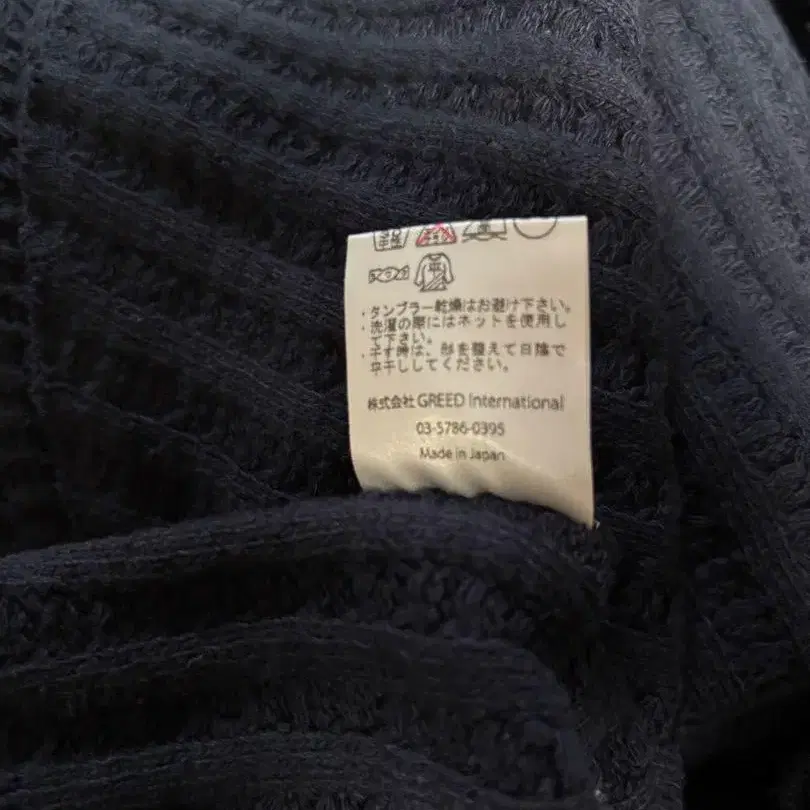 平
・タンブラー乾燥はお避け下さい。
・洗濯の際にはネットを使用し
て下さい。
・干す時は、形を整えて日陰で
平干ししてください。
株式会社 GREED International
03-5786-0395
Made in Japan